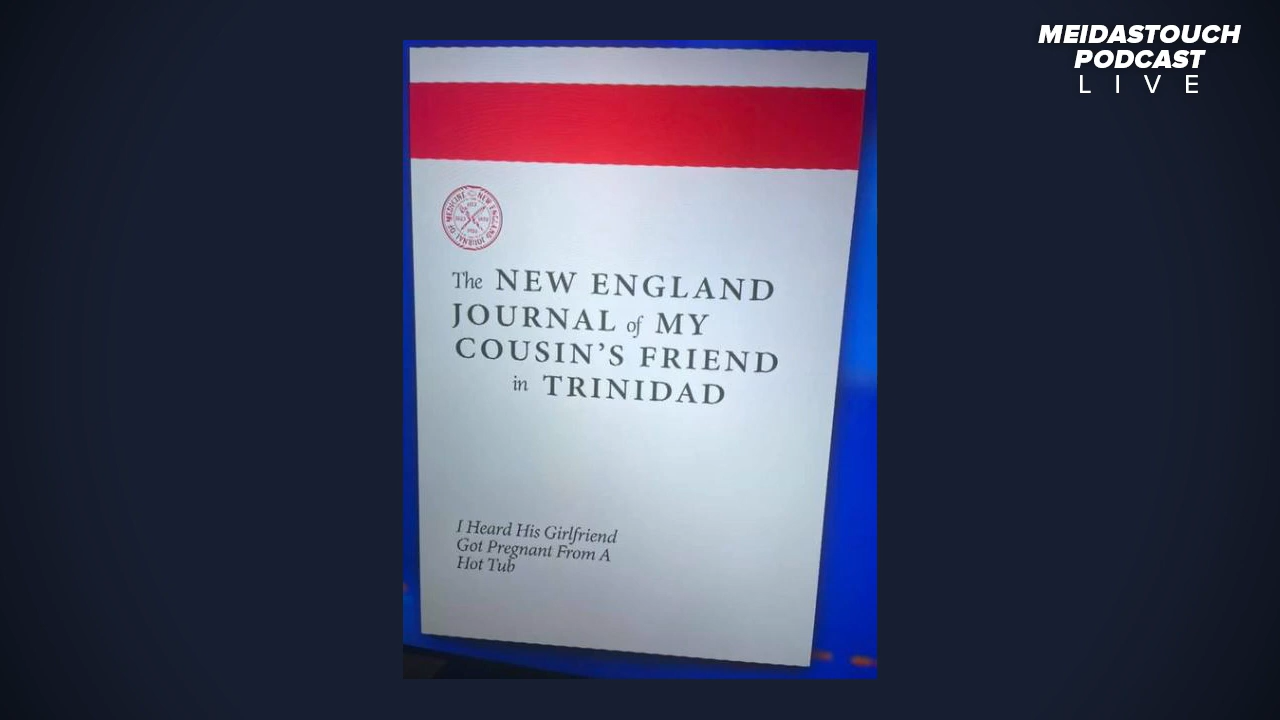 MEIDASTOUCH
PODCAST
LIVE
The NEW ENGLAND
JOURNAL of MY
COUSIN'S FRIEND
in TRINIDAD
I Heard His Girlfriend
Got Pregnant From A
Hot Tub